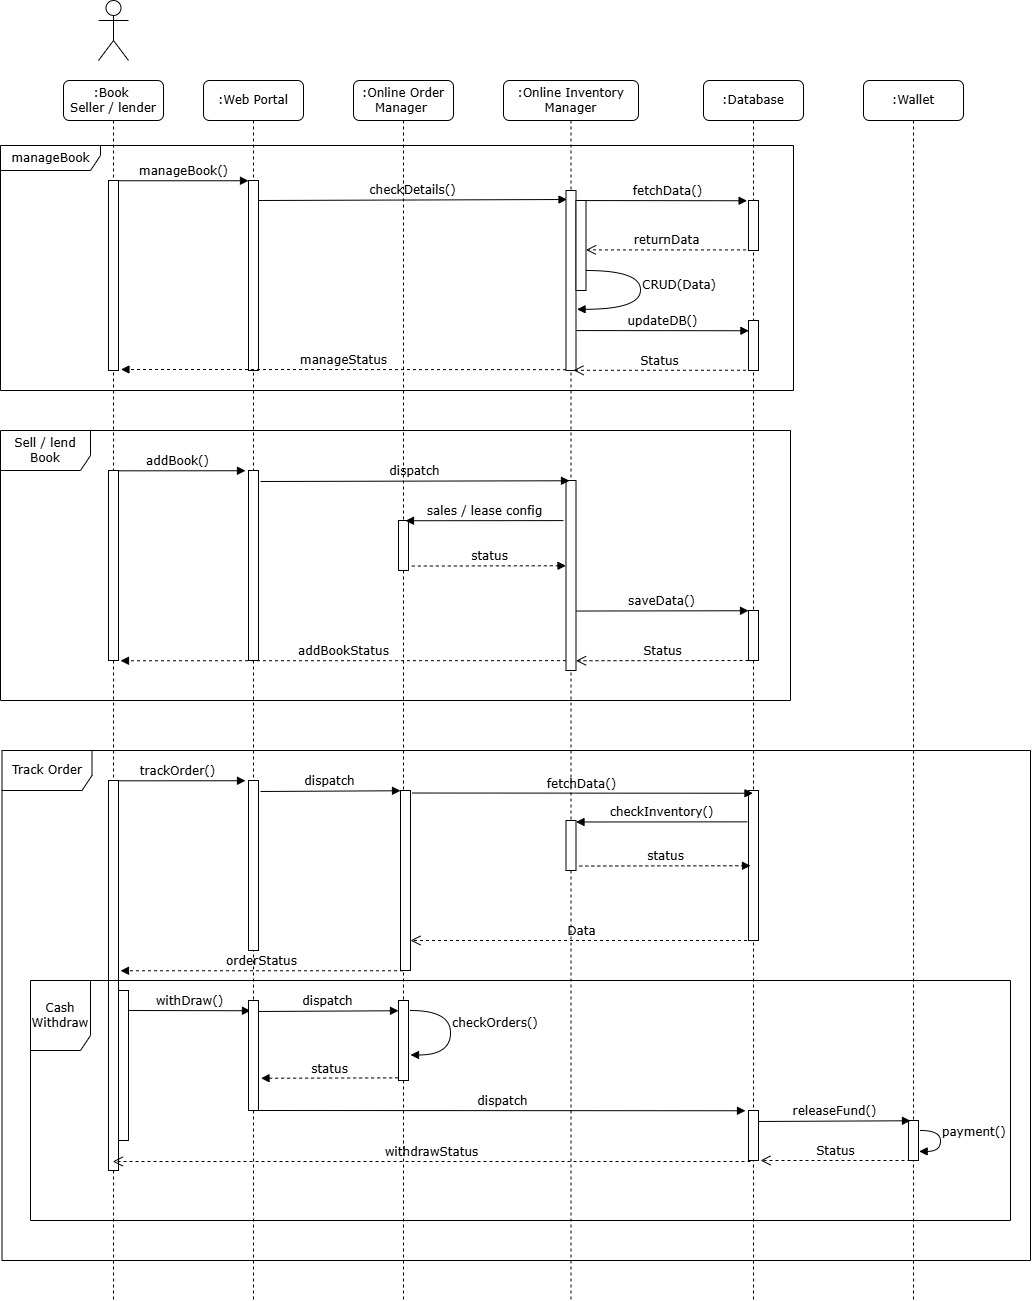 :Book
Seller / lender
:Web Portal
:Online Order
Manager
:Online Inventory
Manager
:Database
:Wallet
manageBook
manageBook()
checkDetails()
fetchData()
returnData
CRUD(Data)
updateDB()
manageStatus
Status
Sell / lend
Book
addBook()
dispatch
sales / lease config
status
saveData()
addBookStatus
Status
Track Order
trackOrder()
dispatch
fetchData()
checkInventory()
status
Data
orderStatus
Cash
Withdraw
withDraw()
dispatch
checkOrders()
status
dispatch
releaseFund()
payment()
withdrawStatus
Status